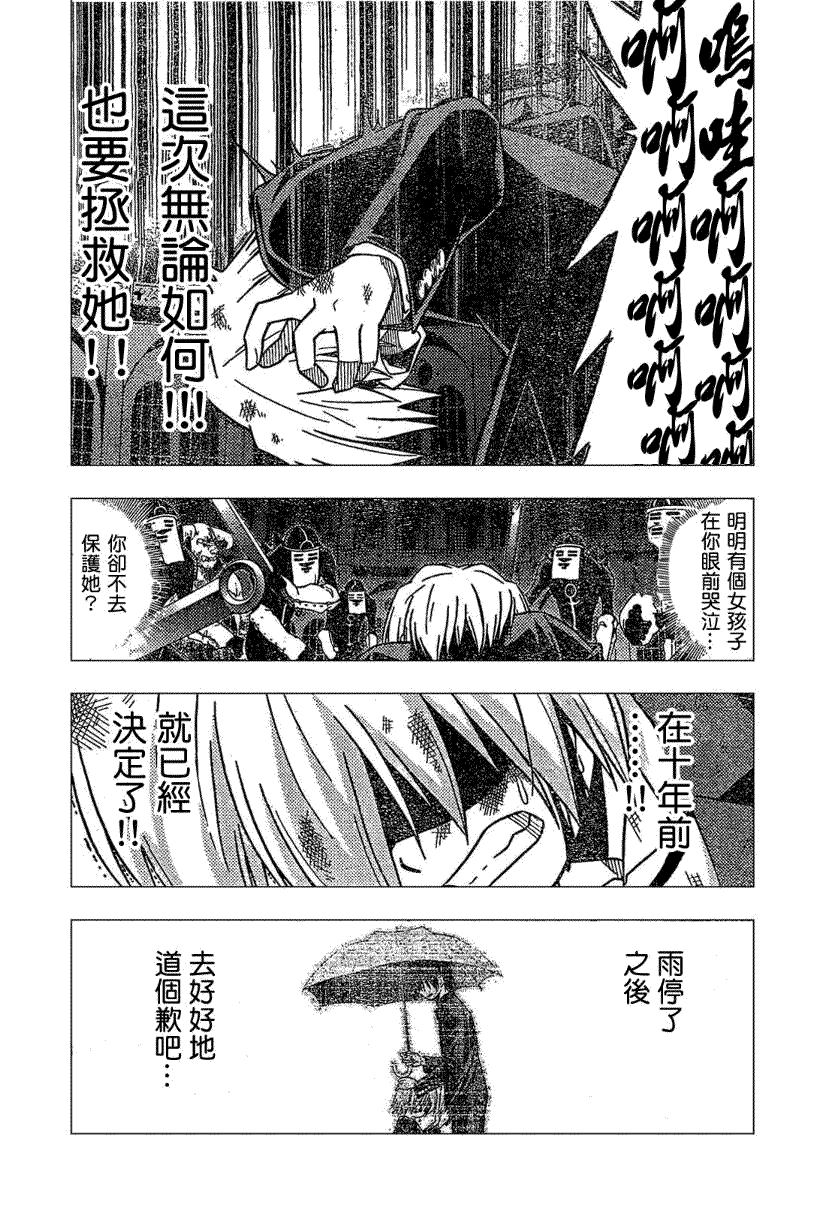 嗚哇啊啊啊啊
啊啊啊啊啊啊
這次無論如何!!!
也要拯救她!!
明明有個女孩子
在你眼前哭泣…
你卻不去
保護她?
在十年前
……!!
就已經
決定了!!
雨停了
之後
去好好地
道個歉吧…